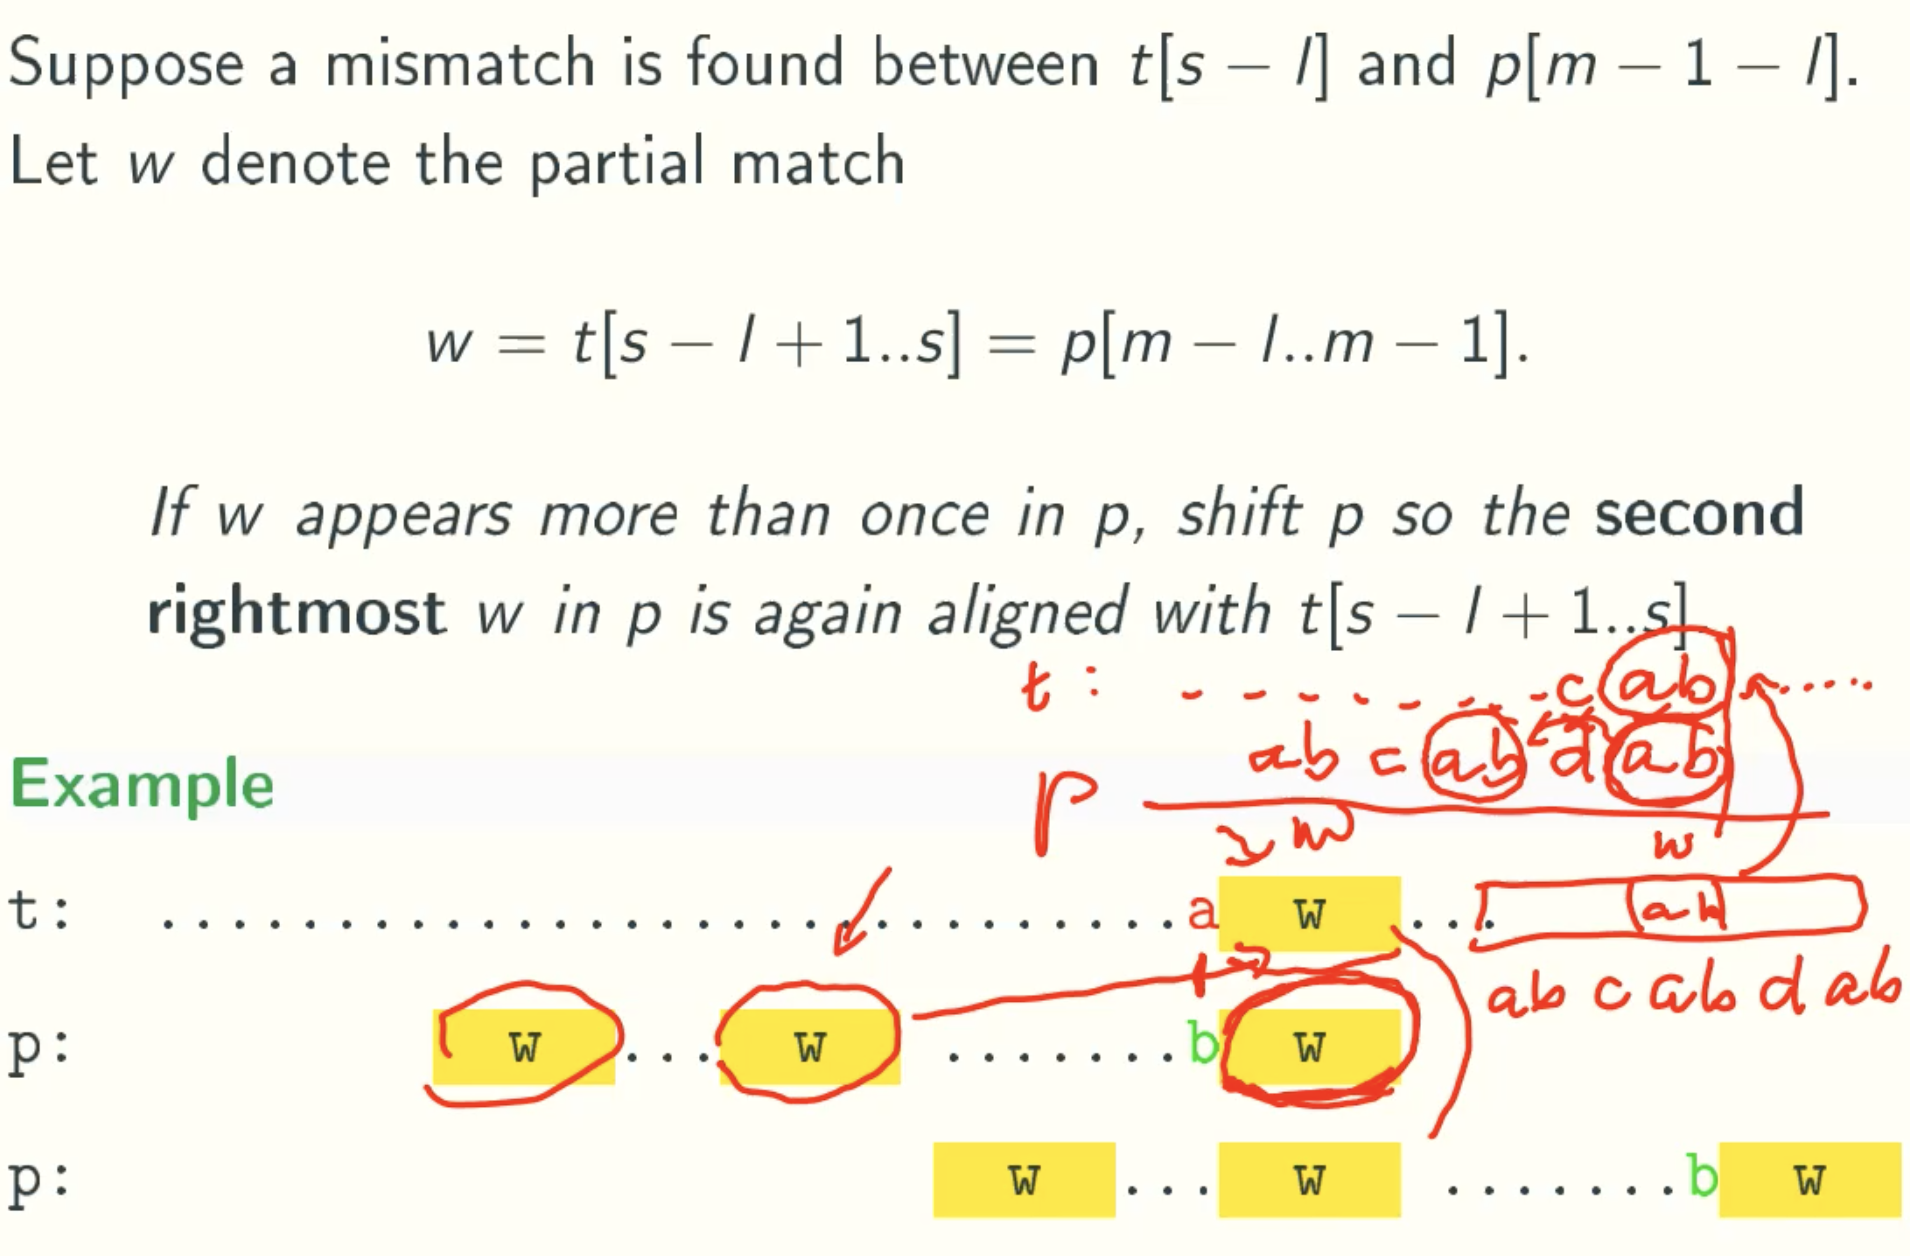 Suppose a mismatch is found between t[s − l] and p[m − 1 − l].
Let w denote the partial match
w = t[s − l + 1..s] = p[m − l..m − 1].
If w appears more than once in p, shift p so the second
rightmost w in p is again aligned with t[s − l + 1..s]
t: - - - - - - - c ab .....
ab c ab d ab
Example
p
w
t: ............................... a w ...
ab
ab c ab d ab
p: w ... w ....... b w
p: w ... w ....... b w